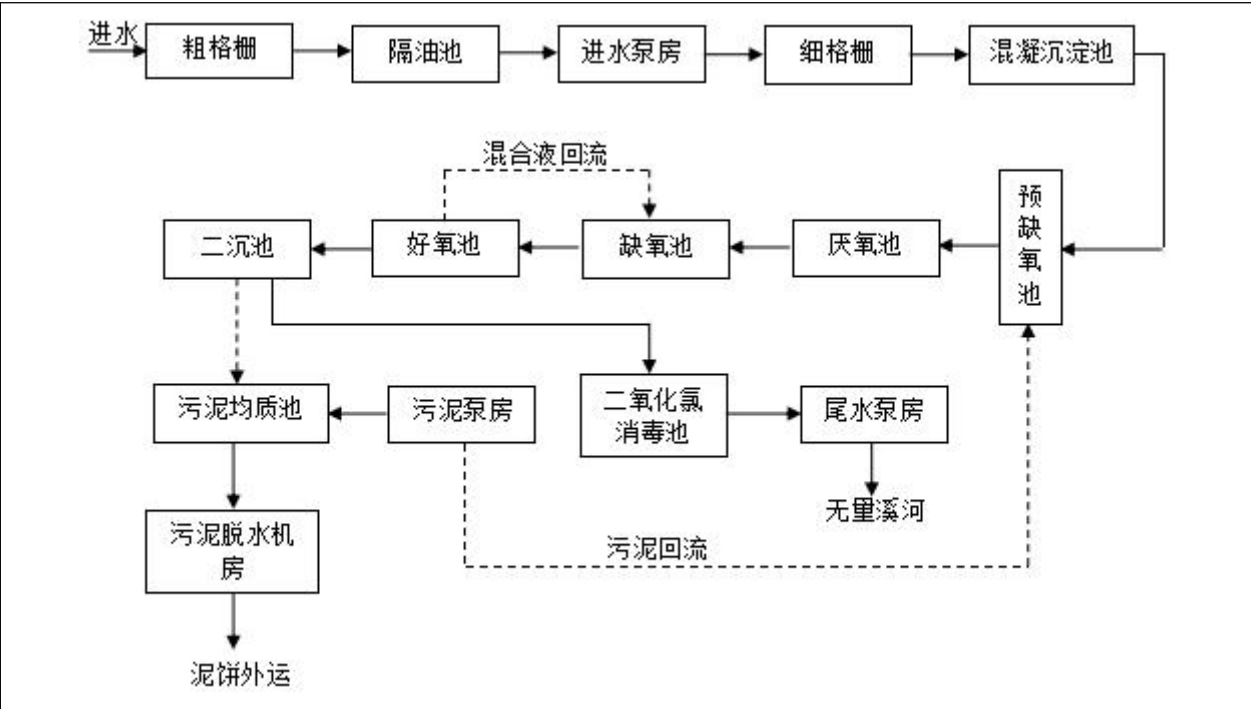 进水
粗格栅
隔油池
进水泵房
细格栅
混凝沉淀池
混合液回流
二沉池
好氧池
缺氧池
厌氧池
预
缺
氧
池
污泥均质池
污泥泵房
二氧化氯
消毒池
尾水泵房
无量溪河
污泥脱水机
房
污泥回流
泥饼外运